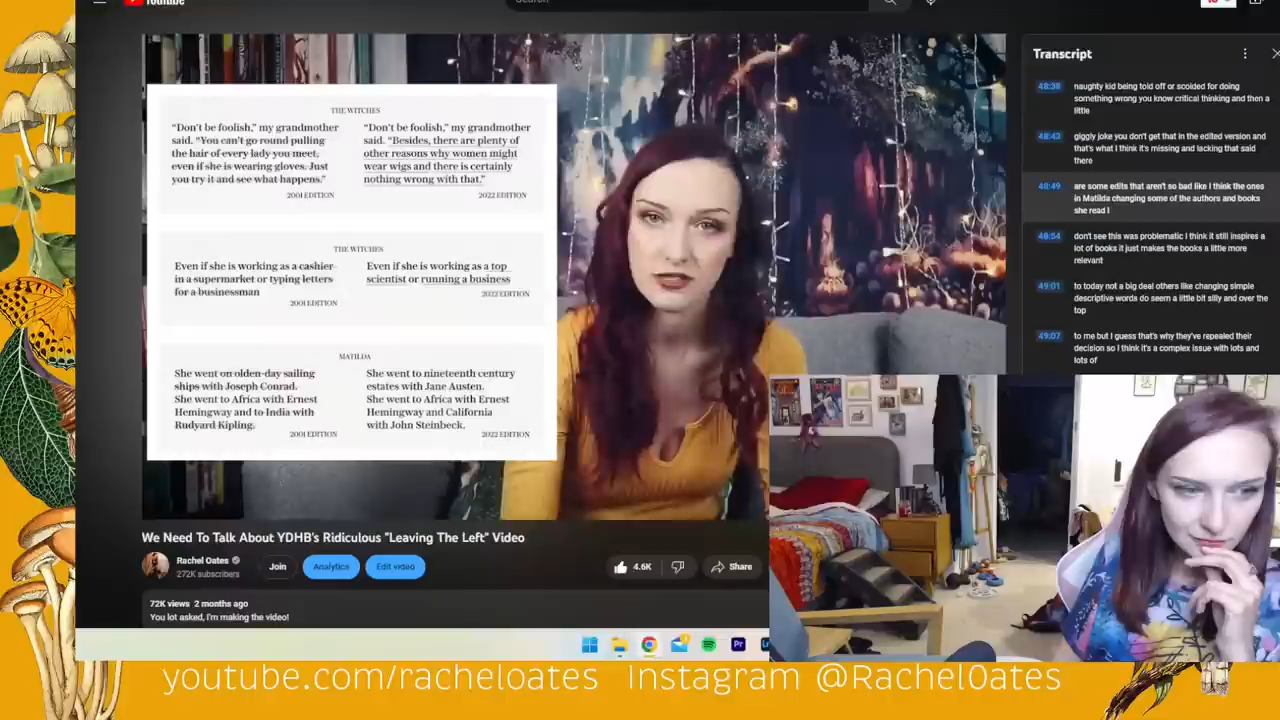 YouTube
Search
THE WITCHES
"Don't be foolish," my grandmother
said. "You can't go round pulling
the hair of every lady you meet,
even if she is wearing gloves. Just
you try it and see what happens."
2001 EDITION
"Don't be foolish," my grandmother
said. "Besides, there are plenty of
other reasons why women might
wear wigs and there is certainly
nothing wrong with that."
2022 EDITION
THE WITCHES
Even if she is working as a cashier
in a supermarket or typing letters
for a businessman
2001 EDITION
Even if she is working as a top
scientist or running a business
2022 EDITION
MATILDA
She went on olden-day sailing
ships with Joseph Conrad.
She went to Africa with Ernest
Hemingway and to India with
Rudyard Kipling.
2001 EDITION
She went to nineteenth century
estates with Jane Austen.
She went to Africa with Ernest
Hemingway and California
with John Steinbeck.
2022 EDITION
Transcript
48:38
naughty kid being told off or scolded for doing
something wrong you know critical thinking and then a
little
48:43
giggly joke you don't get that in the edited version and
that's what I think it's missing and lacking that said
there
48:49
are some edits that aren't so bad like I think the ones
in Matilda changing some of the authors and books
she read I
48:54
don't see this was problematic I think it still inspires a
lot of books it just makes the books a little more
relevant
49:01
to today not a big deal others like changing simple
descriptive words do seem a little bit silly and over the
top
49:07
to me but I guess that's why they've repealed their
decision so I think it's a complex issue with lots and
lots of
We Need To Talk About YDHB's Ridiculous "Leaving The Left" Video
Rachel Oates
272K subscribers
Join
Analytics
Edit video
4.6K
Share
72K views 2 months ago
You lot asked, I'm making the video!
Pr
youtube.com/racheloates Instagram @Rachel0ates